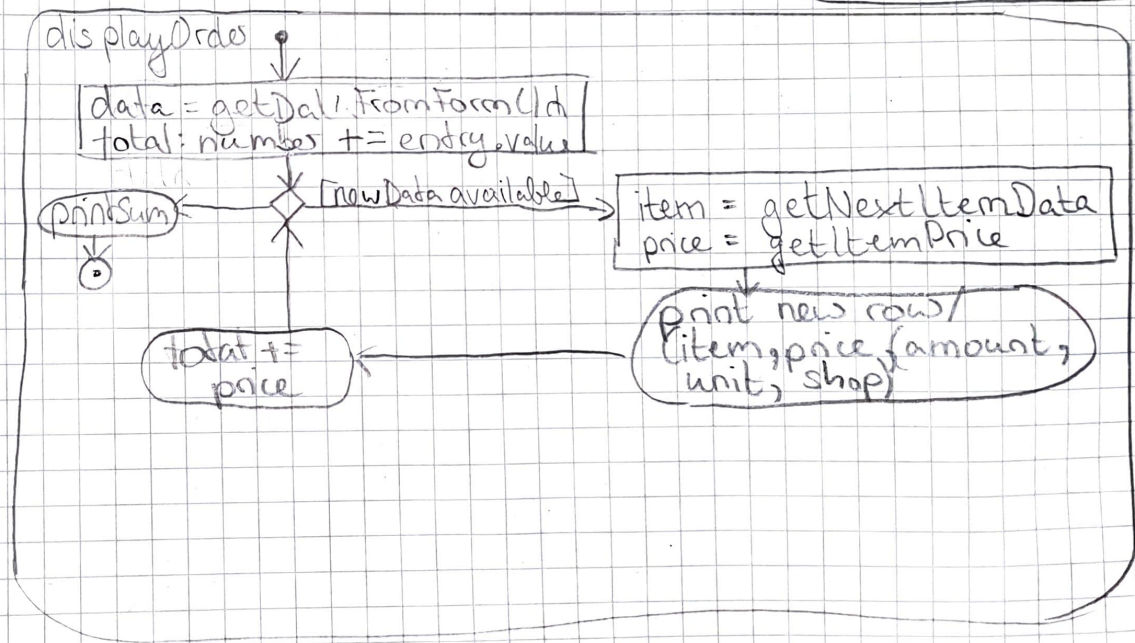 displayOrder
data = getData.FromForm(
total: number += entry.value
[newData available]
printSum
item = getNextItemData
price = getItemPrice
print new row/
(item, price, {amount,
unit, shop}
total +=
price